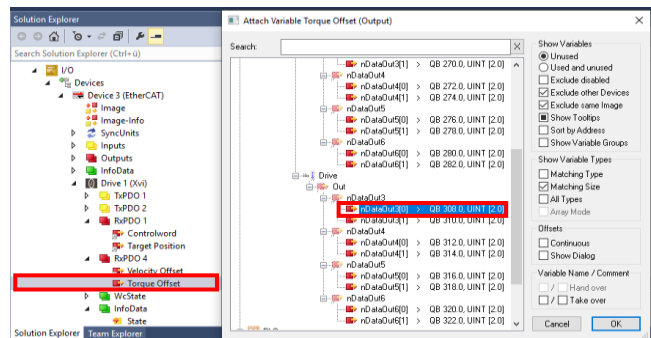 Solution Explorer
Search Solution Explorer (Ctrl+ü)
I/O
Devices
Device 3 (EtherCAT)
Image
Image-Info
SyncUnits
Inputs
Outputs
InfoData
Drive 1 (Xvi)
TxPDO 1
TxPDO 2
RxPDO 1
Controlword
Target Position
RxPDO 4
Velocity Offset
Torque Offset
WcState
InfoData
State
Solution Explorer Team Explorer
Attach Variable Torque Offset (Output)
Search:
nDataOut3[1] > QB 270.0, UINT [2.0]
nDataOut4
nDataOut4[0] > QB 272.0, UINT [2.0]
nDataOut4[1] > QB 274.0, UINT [2.0]
nDataOut5
nDataOut5[0] > QB 276.0, UINT [2.0]
nDataOut5[1] > QB 278.0, UINT [2.0]
nDataOut6
nDataOut6[0] > QB 280.0, UINT [2.0]
nDataOut6[1] > QB 282.0, UINT [2.0]
Drive
Out
nDataOut3
nDataOut3[0] > QB 308.0, UINT [2.0]
nDataOut3[1] > QB 310.0, UINT [2.0]
nDataOut4
nDataOut4[0] > QB 312.0, UINT [2.0]
nDataOut4[1] > QB 314.0, UINT [2.0]
nDataOut5
nDataOut5[0] > QB 316.0, UINT [2.0]
nDataOut5[1] > QB 318.0, UINT [2.0]
nDataOut6
nDataOut6[0] > QB 320.0, UINT [2.0]
nDataOut6[1] > QB 322.0, UINT [2.0]
Show Variables
Unused
Used and unused
Exclude disabled
Exclude other Devices
Exclude same Image
Show Tooltips
Sort by Address
Show Variable Groups
Show Variable Types
Matching Type
Matching Size
All Types
Array Mode
Offsets
Continuous
Show Dialog
Variable Name / Comment
/ Hand over
/ Take over
Cancel OK